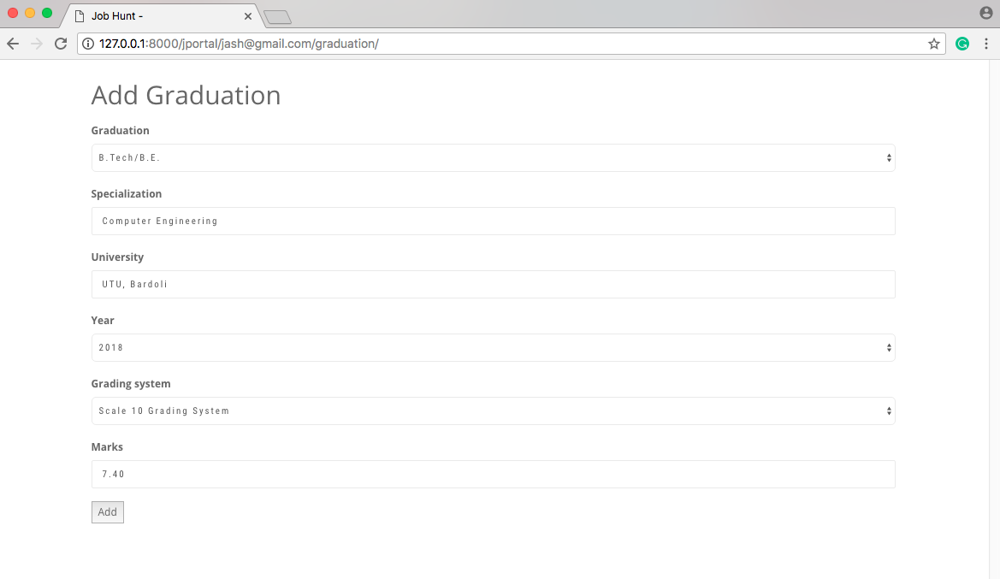 Job Hunt -
127.0.0.1:8000/jportal/jash@gmail.com/graduation/
Add Graduation
Graduation
B.Tech/B.E.
Specialization
Computer Engineering
University
UTU, Bardoli
Year
2018
Grading system
Scale 10 Grading System
Marks
7.40
Add